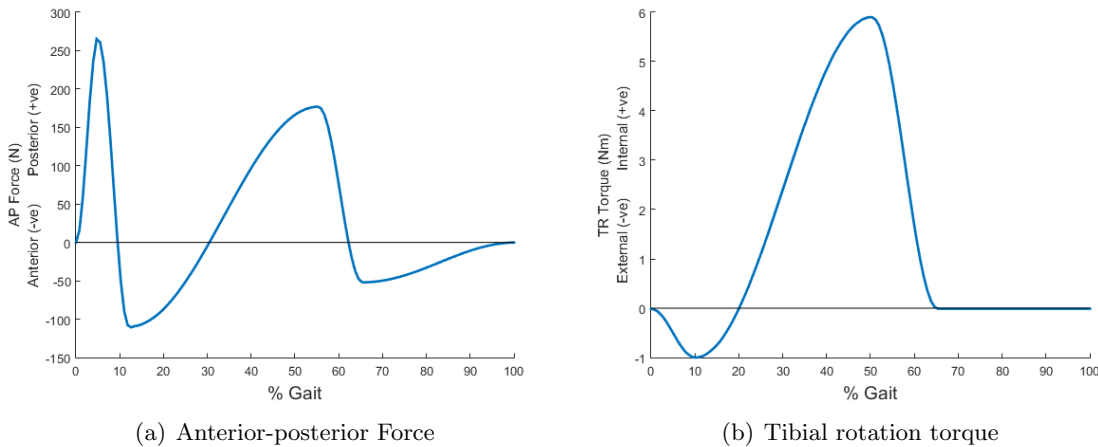 300
250
200
150
100
50
0
-50
-100
-150
AP Force (N)
Anterior (-ve) Posterior (+ve)
0 10 20 30 40 50 60 70 80 90 100
% Gait
(a) Anterior-posterior Force
6
5
4
3
2
1
0
-1
TR Torque (Nm)
External (-ve) Internal (+ve)
0 10 20 30 40 50 60 70 80 90 100
% Gait
(b) Tibial rotation torque